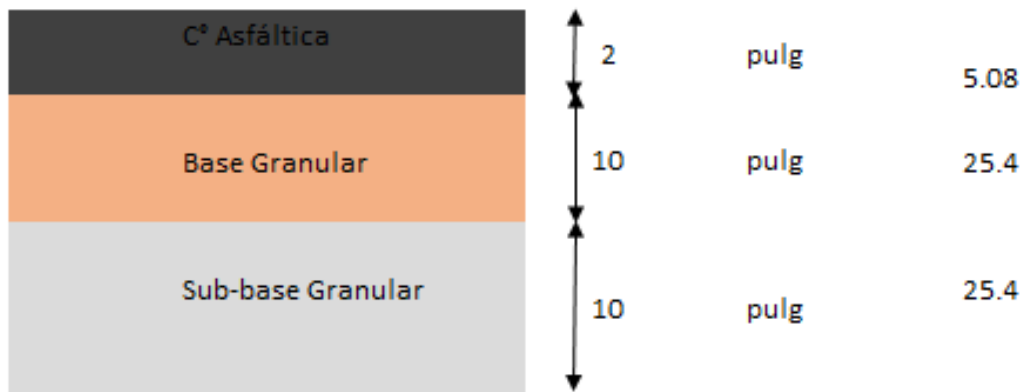 C° Asfáltica
2 pulg
5.08
Base Granular 10 pulg 25.4
Sub-base Granular 25.4
10 pulg